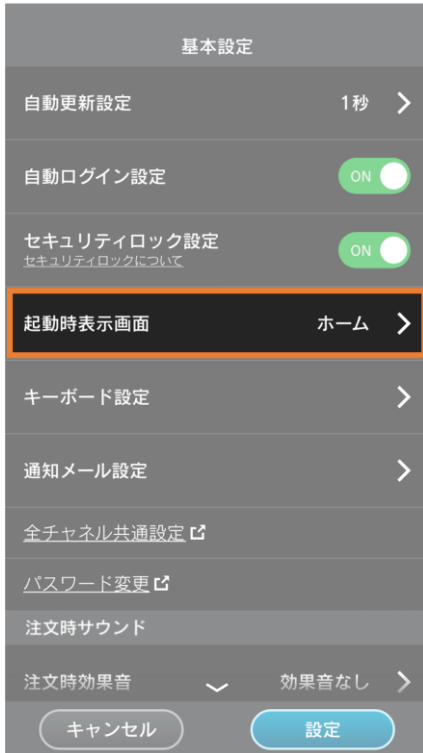 基本設定
自動更新設定 1秒
自動ログイン設定 ON
セキュリティロック設定 ON
セキュリティロックについて
起動時表示画面 ホーム
キーボード設定
通知メール設定
全チャネル共通設定
パスワード変更
注文時サウンド
注文時効果音 効果音なし
キャンセル 設定